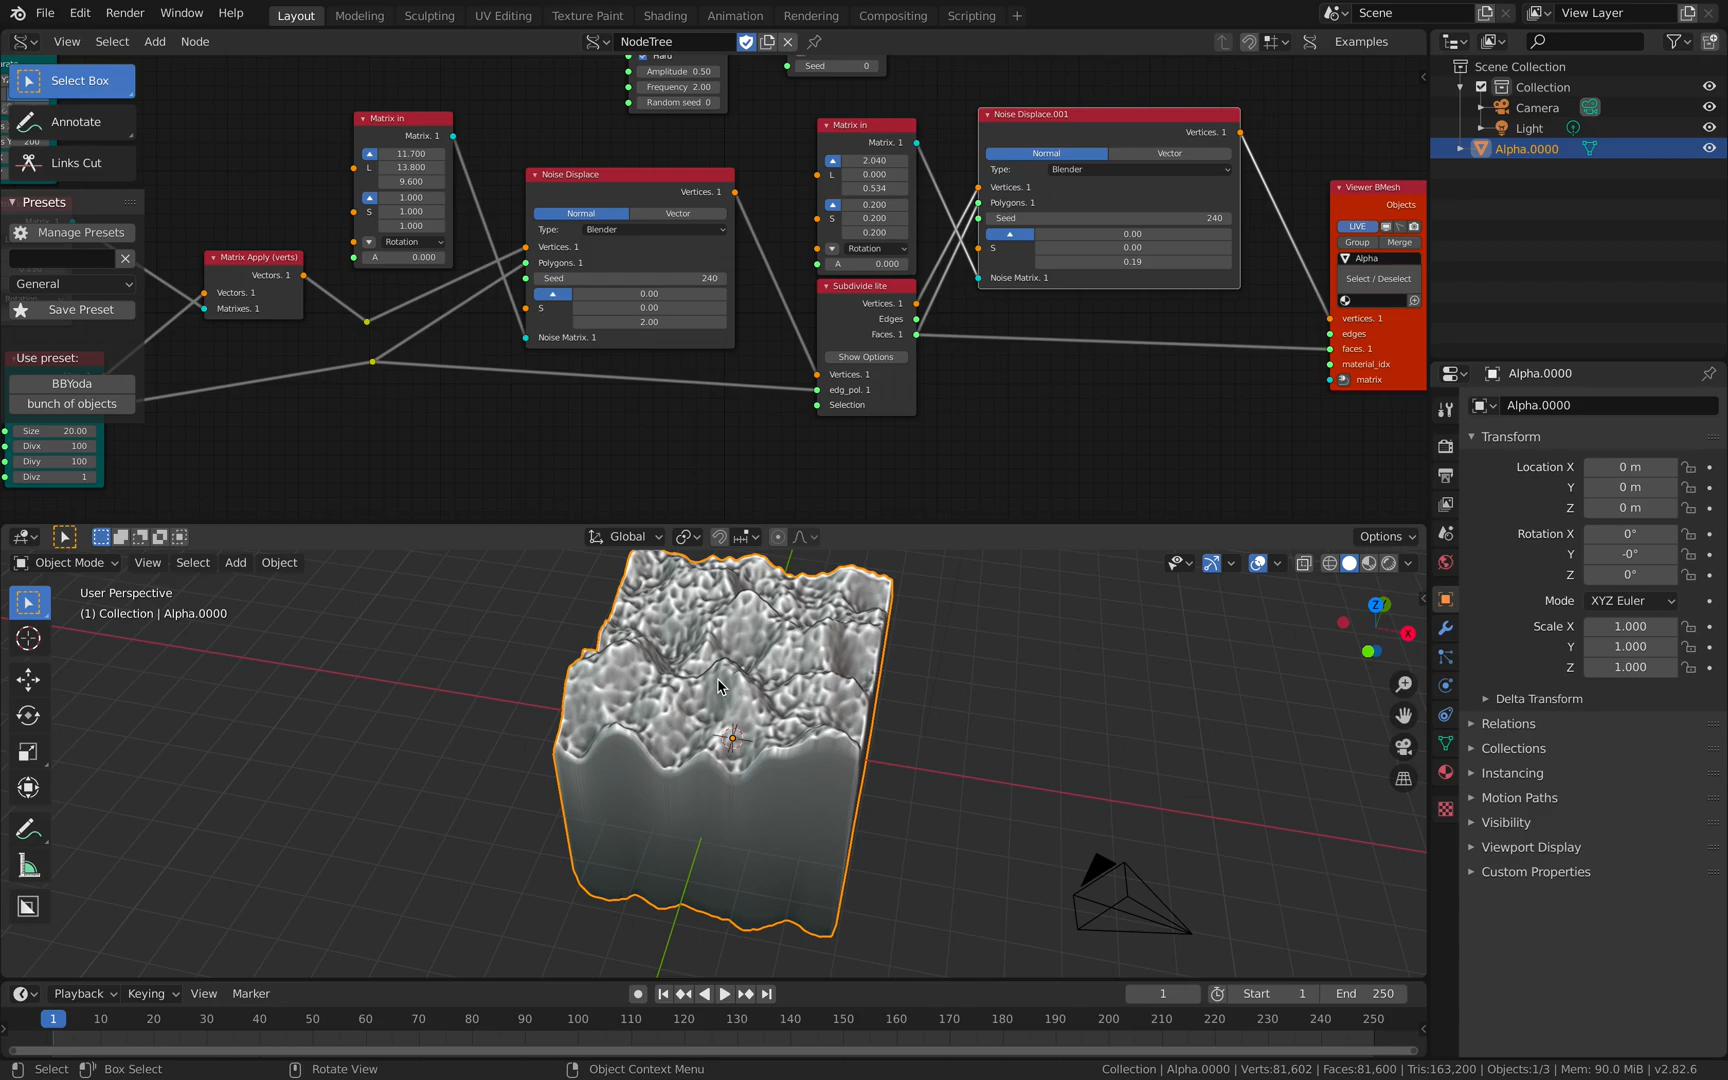 File Edit Render Window Help Layout Modeling Sculpting UV Editing Texture Paint Shading Animation Rendering Compositing Scripting + Scene View Layer
View Select Add Node NodeTree Examples
Select Box
Annotate
Links Cut
Presets
Manage Presets
General
Save Preset
Use preset:
BBYoda
bunch of objects
Size 20.00
Divx 100
Divy 100
Divz 1
Matrix Apply (verts)
Vectors. 1
Vectors. 1
Matrixes. 1
Matrix in
Matrix. 1
11.700
L 13.800
9.600
1.000
S 1.000
1.000
Rotation
A 0.000
Hard
Amplitude 0.50
Frequency 2.00
Random seed 0
Seed 0
Noise Displace
Vertices. 1
Normal Vector
Type: Blender
Vertices. 1
Polygons. 1
Seed 240
0.00
S 0.00
2.00
Noise Matrix. 1
Matrix in
Matrix. 1
2.040
L 0.000
0.534
0.200
S 0.200
0.200
Rotation
A 0.000
Subdivide lite
Vertices. 1
Edges
Faces. 1
Show Options
Vertices. 1
edg_pol. 1
Selection
Noise Displace.001
Vertices. 1
Normal Vector
Type: Blender
Vertices. 1
Polygons. 1
Seed 240
0.00
S 0.00
0.19
Noise Matrix. 1
Viewer BMesh
Objects
LIVE
Group Merge
Alpha
Select / Deselect
vertices. 1
edges
faces. 1
material_idx
matrix
Scene Collection
Collection
Camera
Light
Alpha.0000
Alpha.0000
Alpha.0000
Transform
Location X 0 m
Y 0 m
Z 0 m
Rotation X 0°
Y -0°
Z 0°
Mode XYZ Euler
Scale X 1.000
Y 1.000
Z 1.000
Delta Transform
Relations
Collections
Instancing
Motion Paths
Visibility
Viewport Display
Custom Properties
Global Options
Object Mode View Select Add Object
User Perspective
(1) Collection | Alpha.0000
Z Y
X
Playback Keying View Marker 1 Start 1 End 250
1 10 20 30 40 50 60 70 80 90 100 110 120 130 140 150 160 170 180 190 200 210 220 230 240 250
Select Box Select Rotate View Object Context Menu Collection | Alpha.0000 | Verts:81,602 | Faces:81,600 | Tris:163,200 | Objects:1/3 | Mem: 90.0 MiB | v2.82.6